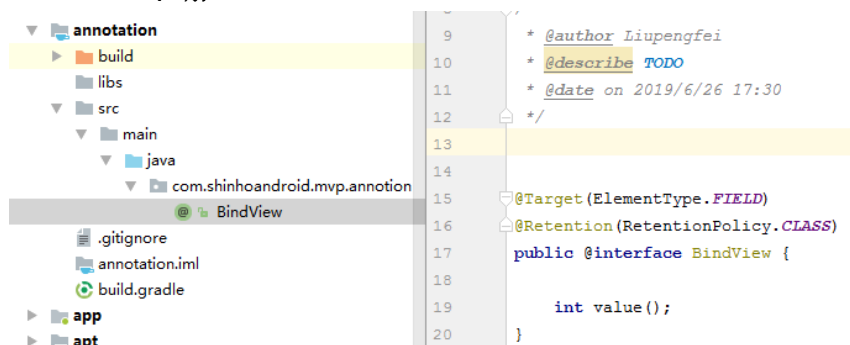 annotation
build
libs
src
main
java
com.shinhoandroid.mvp.annotion
BindView
.gitignore
annotation.iml
build.gradle
app
apt
9 * @author Liupengfei
10 * @describe TODO
11 * @date on 2019/6/26 17:30
12 */
13
14
15 @Target(ElementType.FIELD)
16 @Retention(RetentionPolicy.CLASS)
17 public @interface BindView {
18
19 int value();
20 }